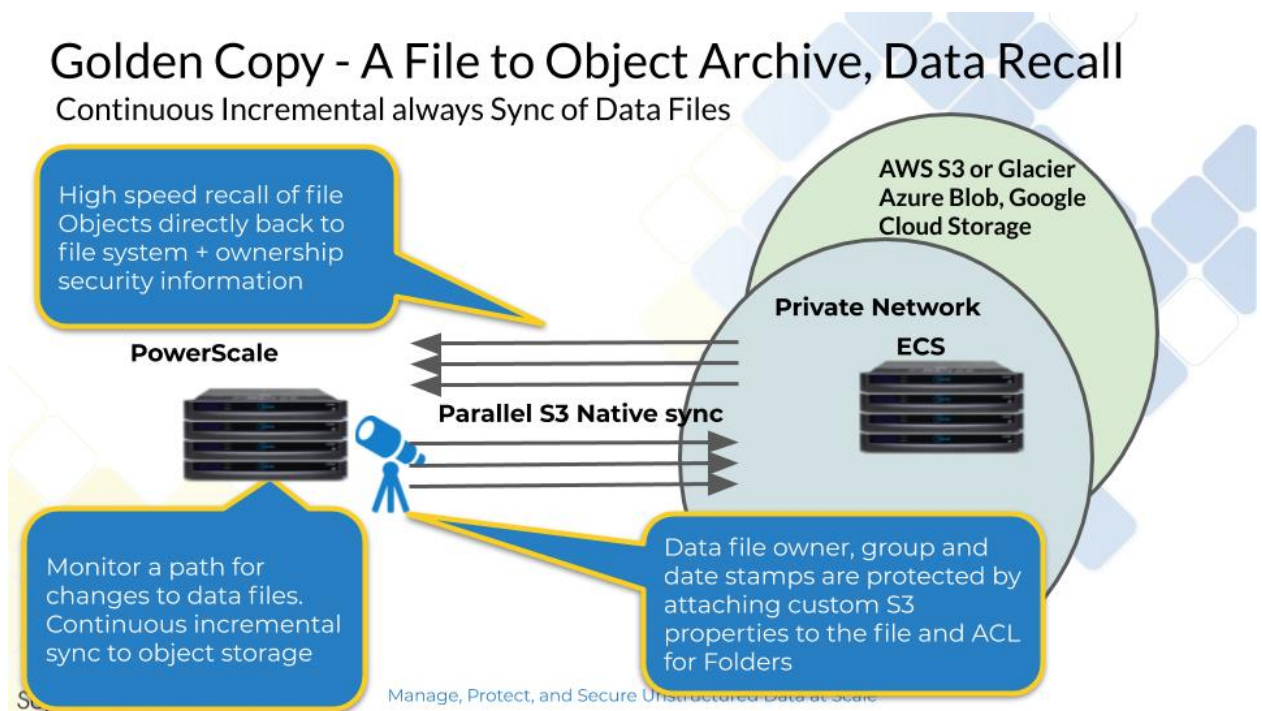 Golden Copy - A File to Object Archive, Data Recall
Continuous Incremental always Sync of Data Files
High speed recall of file
Objects directly back to
file system + ownership
security information
AWS S3 or Glacier
Azure Blob, Google
Cloud Storage
Private Network
ECS
PowerScale
Parallel S3 Native sync
Monitor a path for
changes to data files.
Continuous incremental
sync to object storage
Data file owner, group and
date stamps are protected by
attaching custom S3
properties to the file and ACL
for Folders
Manage, Protect, and Secure Unstructured Data at Scale